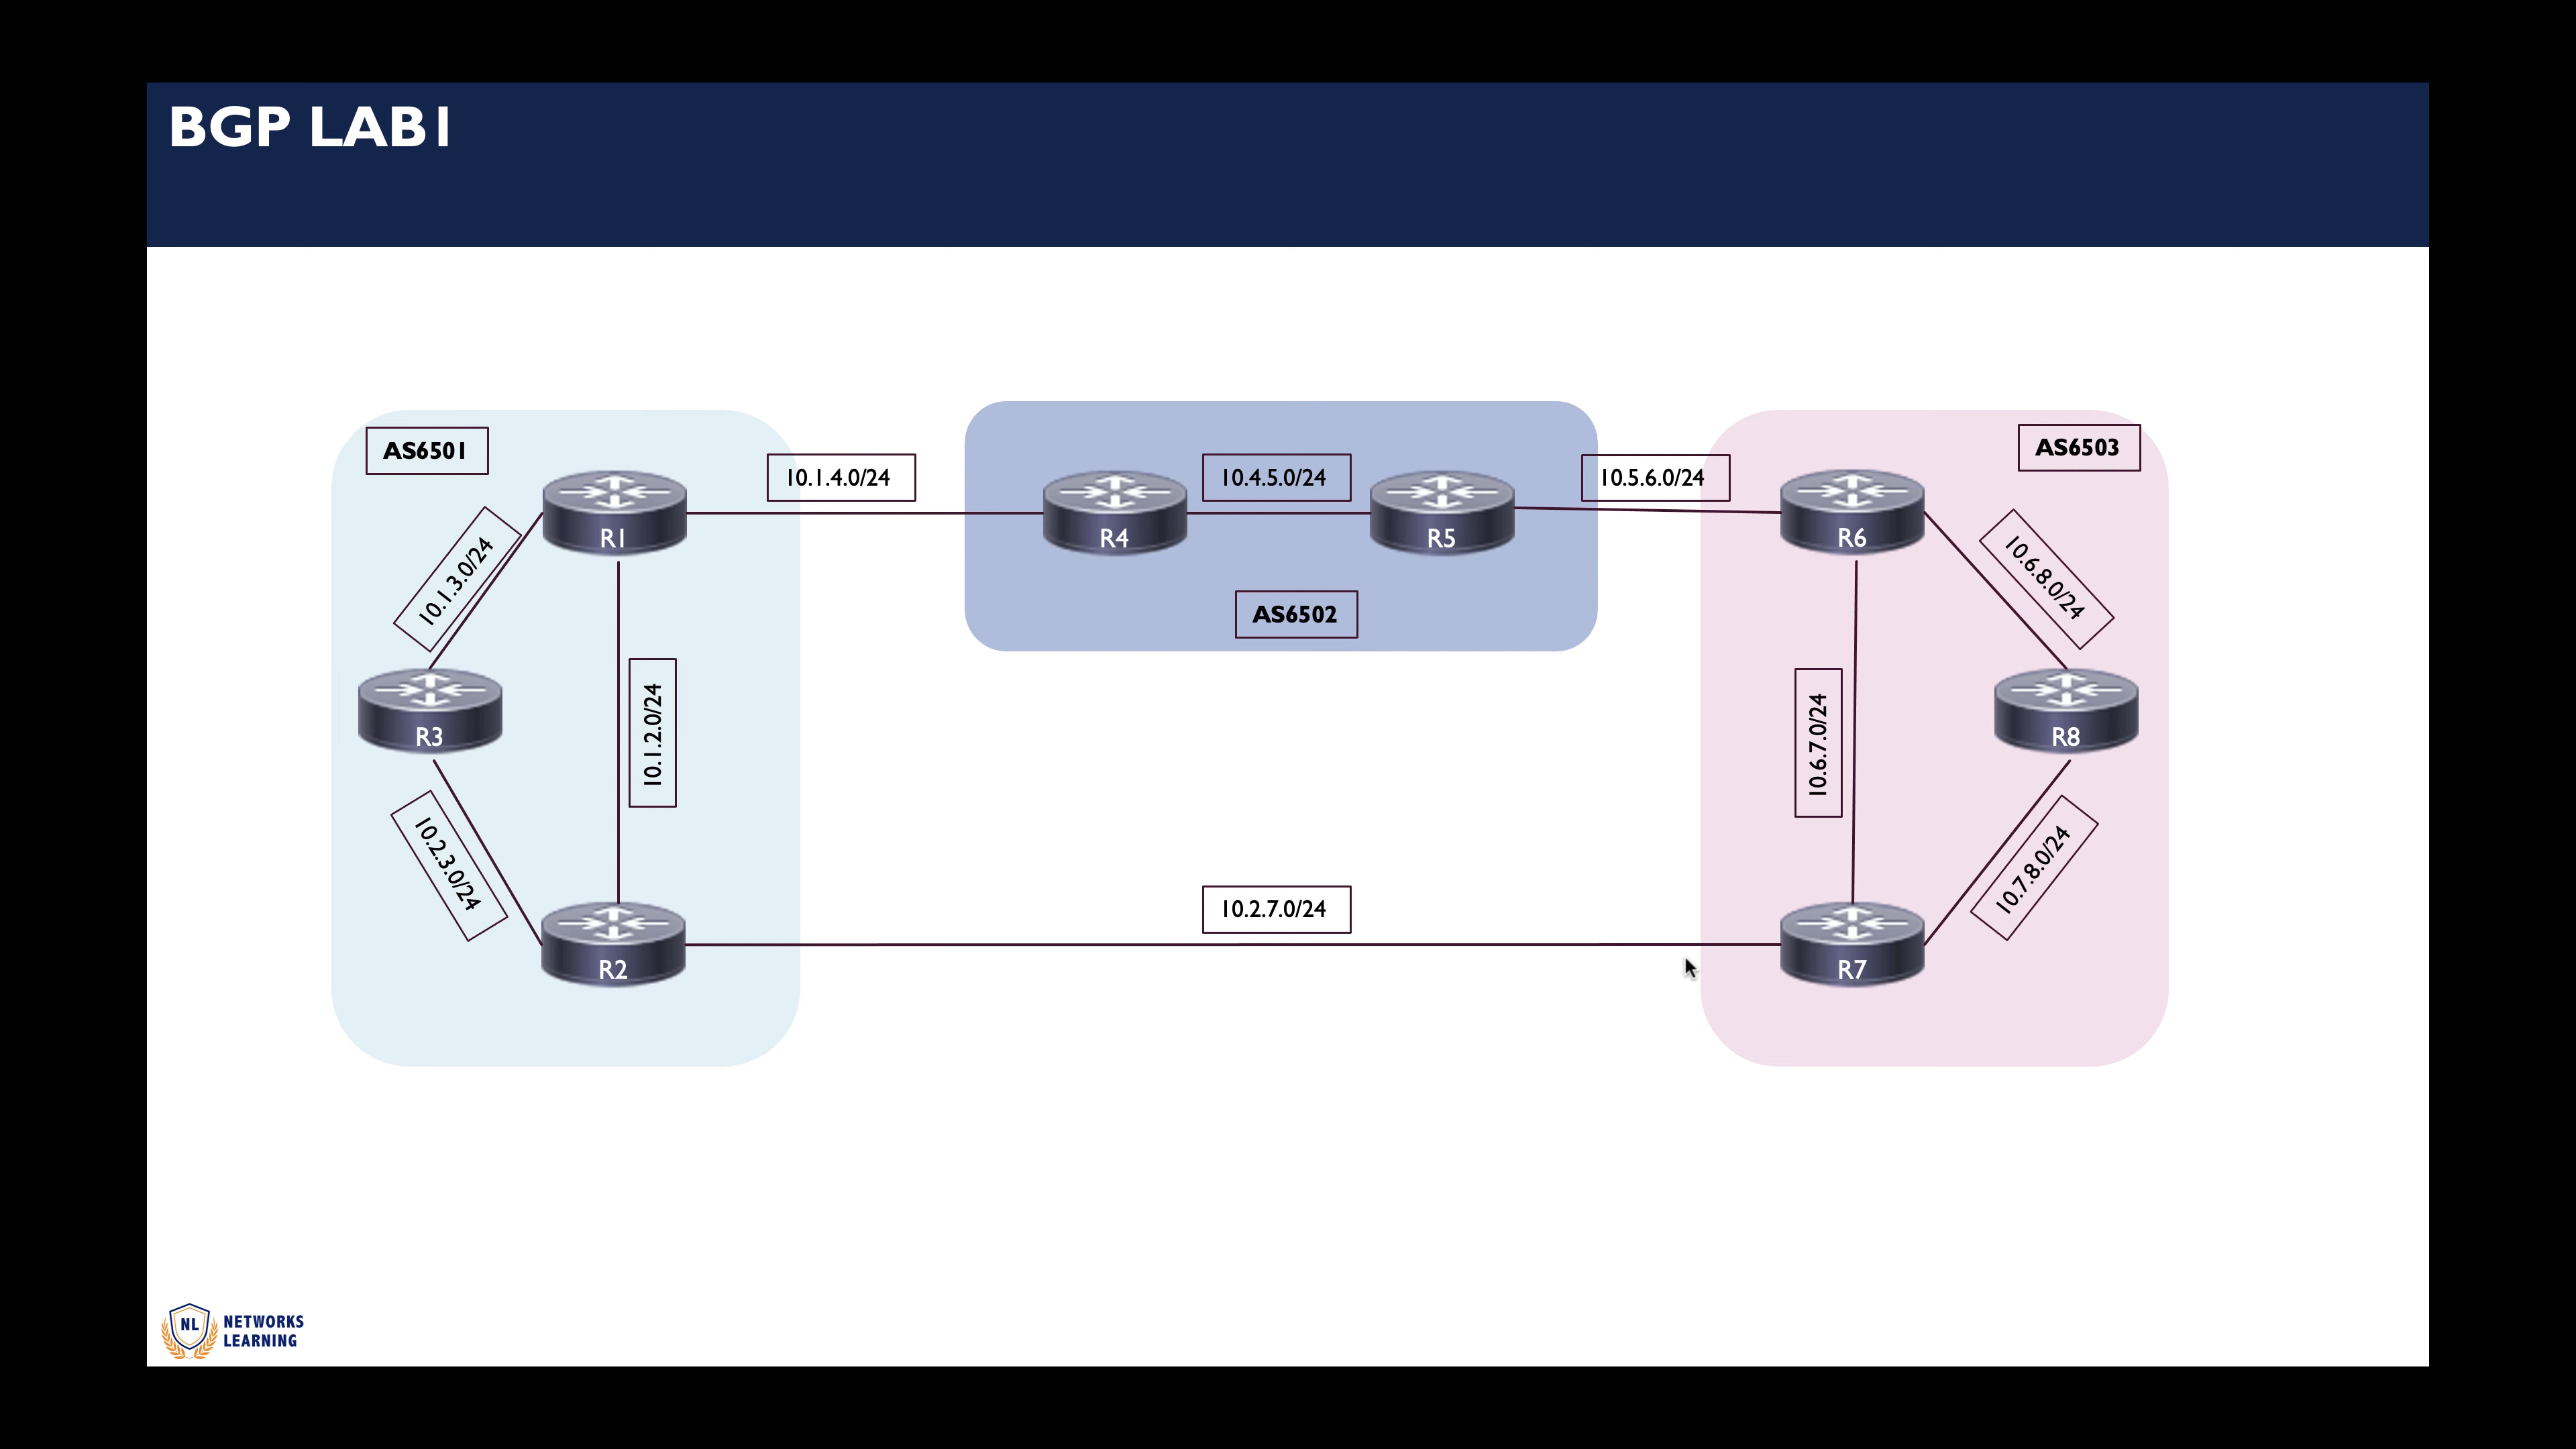 BGP LAB1
AS6501
10.1.4.0/24
10.4.5.0/24
10.5.6.0/24
AS6503
R1
R4
R5
R6
10.1.3.0/24
10.6.8.0/24
AS6502
R3
10.1.2.0/24
10.6.7.0/24
R8
10.2.3.0/24
10.2.7.0/24
10.7.8.0/24
R2
R7
NL
NETWORKS
LEARNING